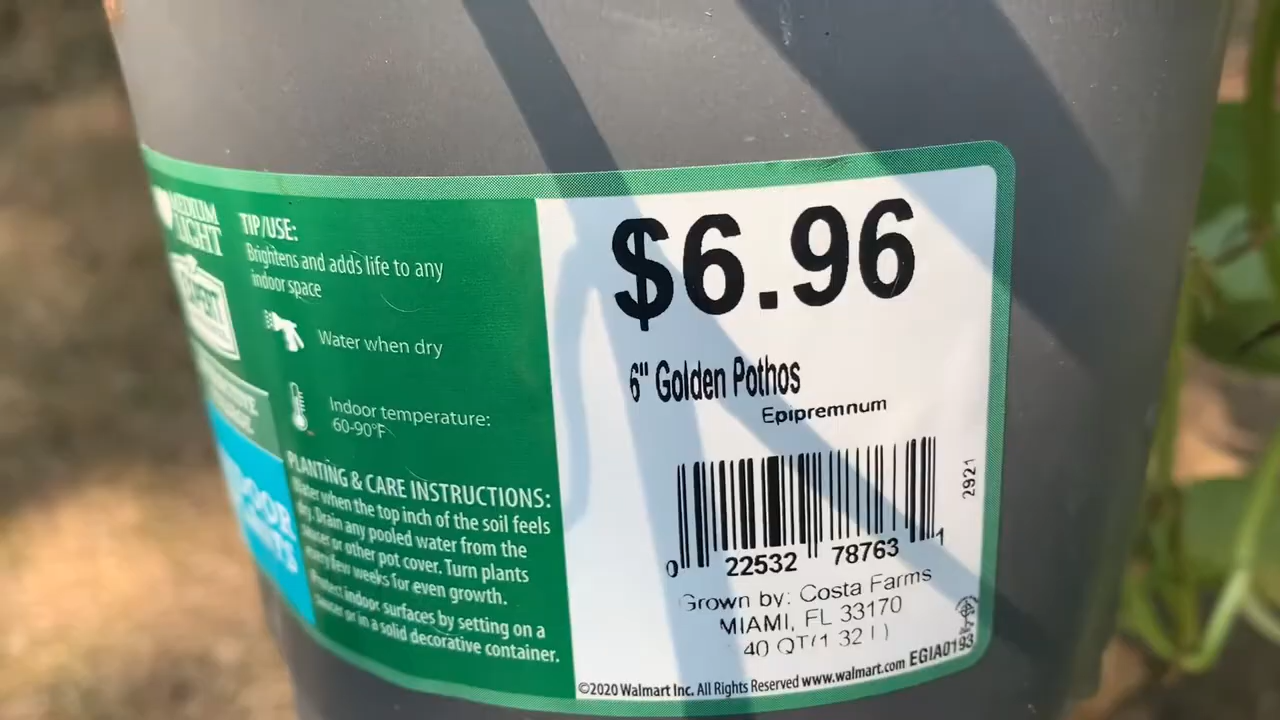 MEDIUM
LIGHT
TIP/USE:
Brightens and adds life to any
indoor space
Water when dry
Indoor temperature:
60-90°F
PLANTING & CARE INSTRUCTIONS:
Water when the top inch of the soil feels
dry. Drain any pooled water from the
saucer or other pot cover. Turn plants
every few weeks for even growth.
Protect indoor surfaces by setting on a
saucer or in a solid decorative container.
$6.96
6" Golden Pothos
Epipremnum
2921
0 22532 78763 1
Grown by: Costa Farms
MIAMI, FL 33170
40 QT(1 32 l )
EGIA0193
©2020 Walmart Inc. All Rights Reserved www.walmart.com